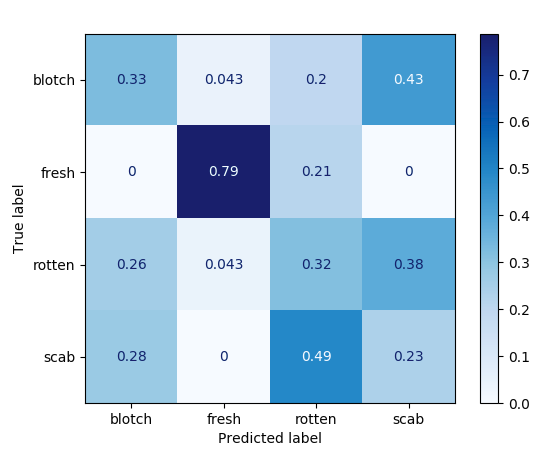 blotch 0.33 0.043 0.2 0.43
fresh 0 0.79 0.21 0
rotten 0.26 0.043 0.32 0.38
scab 0.28 0 0.49 0.23
blotch fresh rotten scab
Predicted label
True label
0.7
0.6
0.5
0.4
0.3
0.2
0.1
0.0